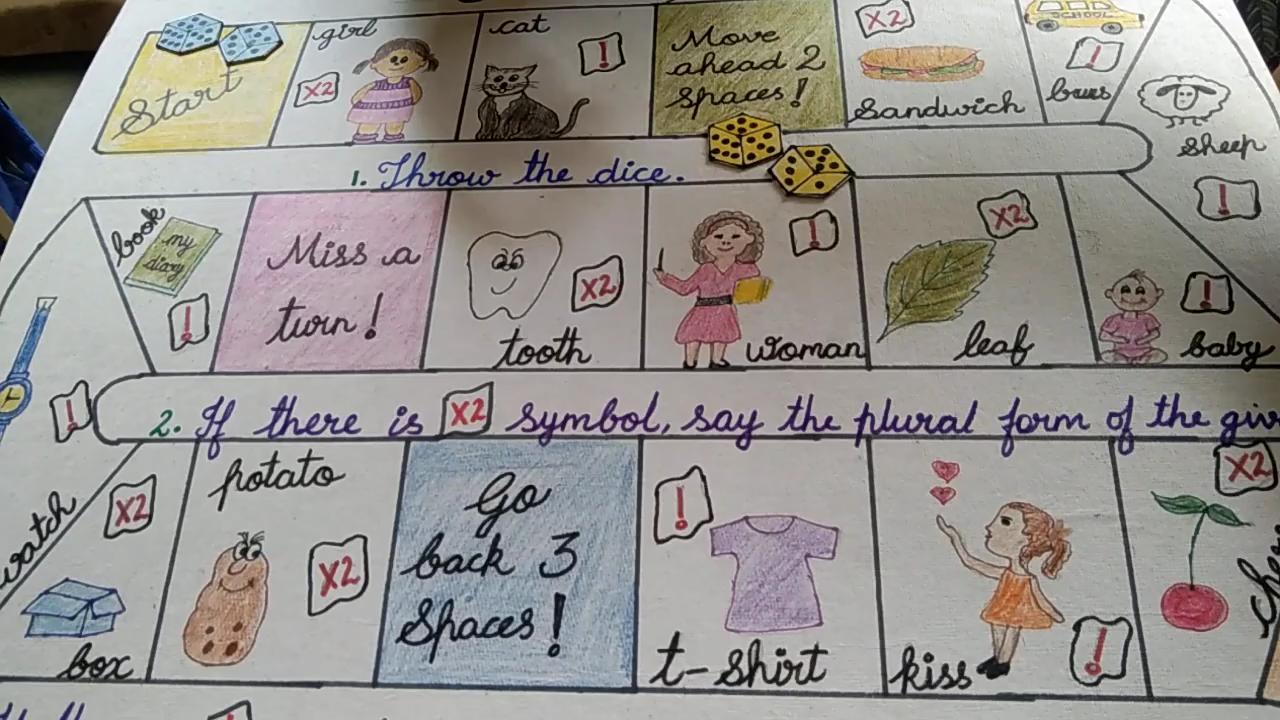 Start
girl
X2
cat
!
Move
ahead 2
spaces!
X2
Sandwich
SCHOOL
!
sheep
!
1. Throw the dice.
book
my
diary
!
Miss a
turn!
X2
tooth
!
woman
X2
leaf
!
baby
!
watch
2. If there is X2 symbol, say the plural form of the
X2
box
potato
X2
Go
back 3
Spaces!
!
t-shirt
kiss
!
X2
!